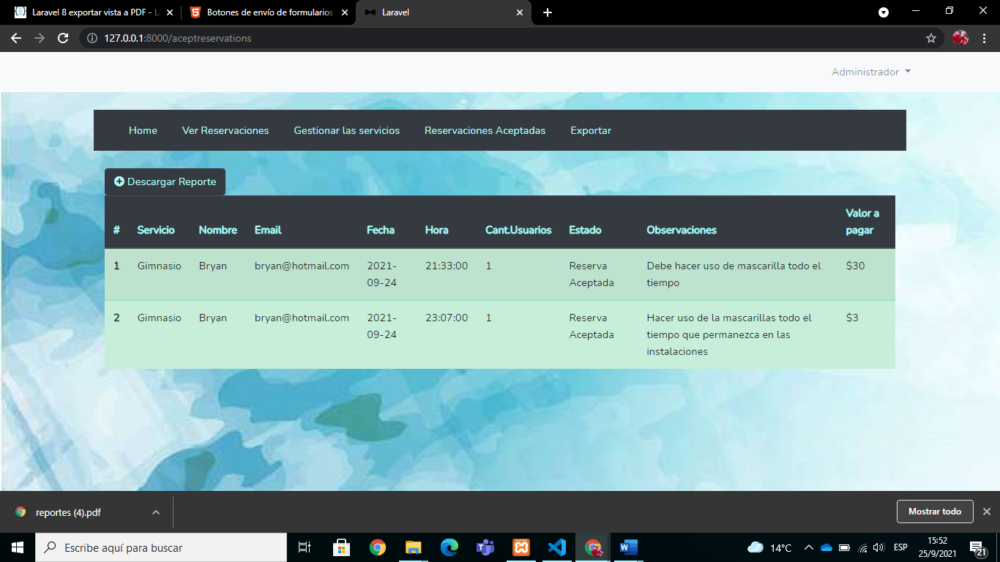 Laravel 8 exportar vista a PDF - La
Botones de envío de formularios
Laravel
127.0.0.1:8000/aceptreservations
Administrador
Home Ver Reservaciones Gestionar las servicios Reservaciones Aceptadas Exportar
Descargar Reporte
# Servicio Nombre Email Fecha Hora Cant.Usuarios Estado Observaciones Valor a
pagar
1 Gimnasio Bryan bryan@hotmail.com 2021- 21:33:00 1 Reserva Debe hacer uso de mascarilla todo el $30
09-24 Aceptada tiempo
2 Gimnasio Bryan bryan@hotmail.com 2021- 23:07:00 1 Reserva Hacer uso de la mascarillas todo el $3
09-24 Aceptada tiempo que permanezca en las
instalaciones
reportes (4).pdf
Mostrar todo
Escribe aquí para buscar
14°C
ESP
15:52
25/9/2021
21